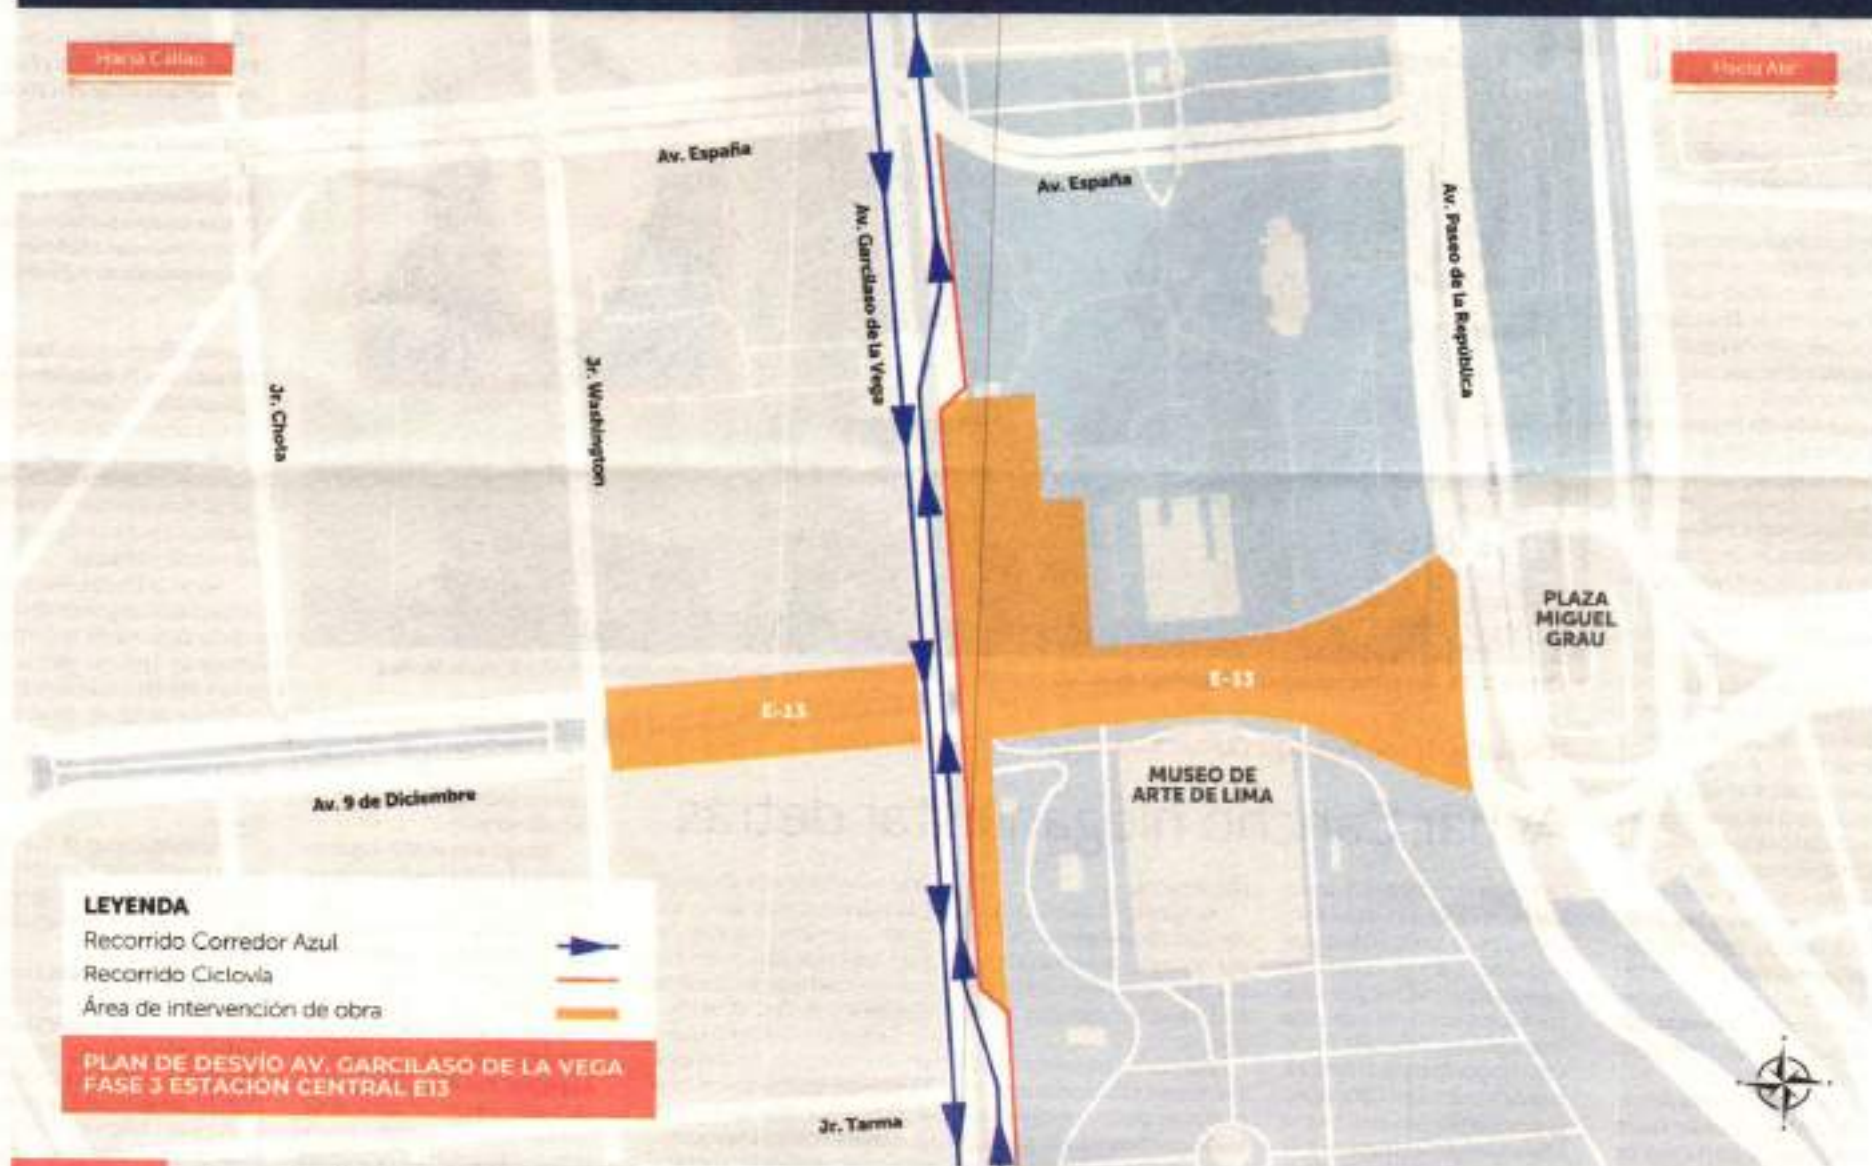 Hacia Callao
Hacia Ate
Av. España
Av. España
Av. Garcilaso de la Vega
Av. Paseo de la República
Jr. Chota
Jr. Washington
PLAZA
MIGUEL
GRAU
E-13
E-13
MUSEO DE
ARTE DE LIMA
Av. 9 de Diciembre
LEYENDA
Recorrido Corredor Azul
Recorrido Ciclovía
Área de intervención de obra
PLAN DE DESVÍO AV. GARCILASO DE LA VEGA
FASE 3 ESTACIÓN CENTRAL E13
Jr. Tarma